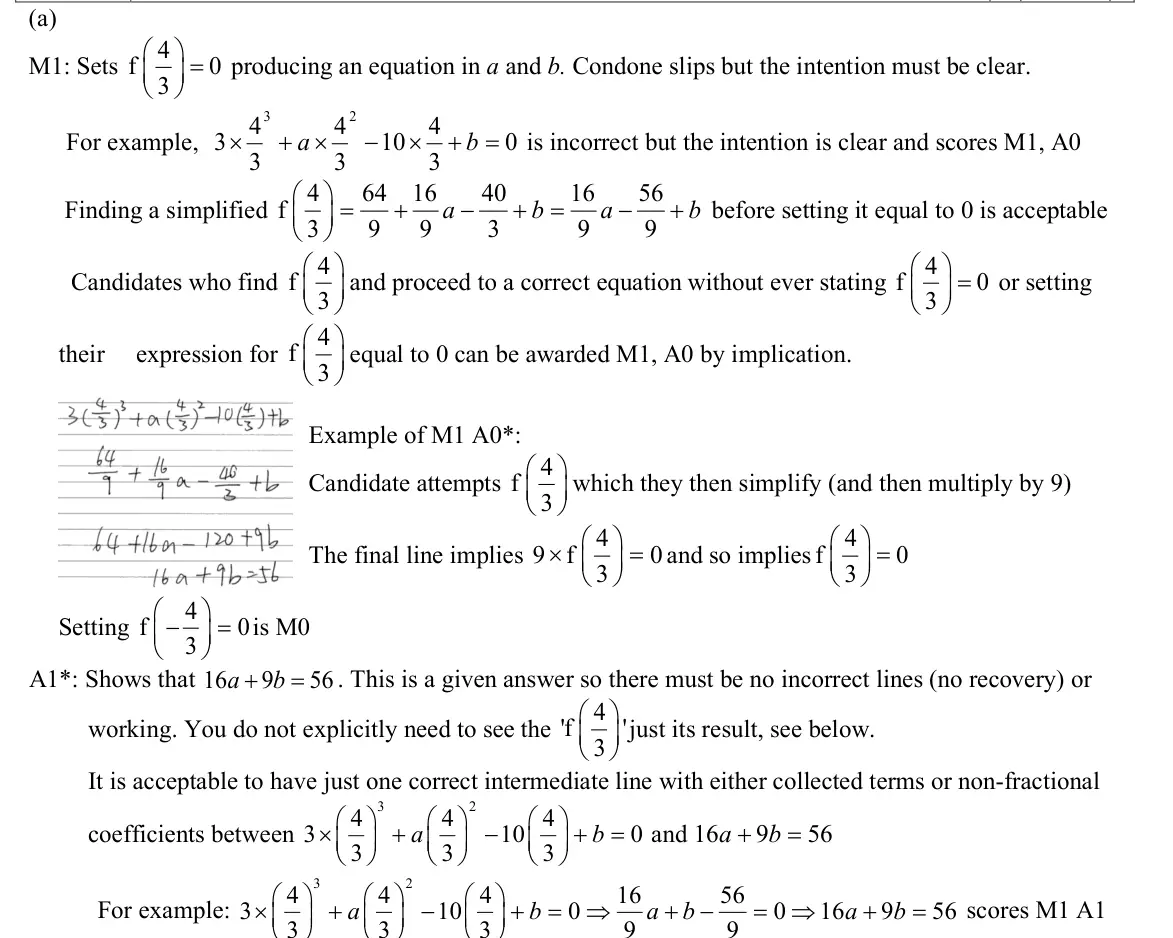 (a)
M1: Sets f(4/3) = 0 producing an equation in a and b. Condone slips but the intention must be clear.
For example, 3 × 4³/3 + a × 4²/3 − 10 × 4/3 + b = 0 is incorrect but the intention is clear and scores M1, A0
Finding a simplified f(4/3) = 64/9 + 16/9 a − 40/3 + b = 16/9 a − 56/9 + b before setting it equal to 0 is acceptable
Candidates who find f(4/3) and proceed to a correct equation without ever stating f(4/3) = 0 or setting
their expression for f(4/3) equal to 0 can be awarded M1, A0 by implication.
3(4/3)³ + a(4/3)² − 10(4/3) + b
64/9 + 16/9 a − 40/3 + b
64 + 16a − 120 + 9b
16a + 9b = 56
Example of M1 A0*:
Candidate attempts f(4/3) which they then simplify (and then multiply by 9)
The final line implies 9 × f(4/3) = 0 and so implies f(4/3) = 0
Setting f(−4/3) = 0 is M0
A1*: Shows that 16a + 9b = 56. This is a given answer so there must be no incorrect lines (no recovery) or
working. You do not explicitly need to see the 'f(4/3)' just its result, see below.
It is acceptable to have just one correct intermediate line with either collected terms or non-fractional
coefficients between 3 × (4/3)³ + a(4/3)² − 10(4/3) + b = 0 and 16a + 9b = 56
For example: 3 × (4/3)³ + a(4/3)² − 10(4/3) + b = 0 ⇒ 16/9 a + b − 56/9 = 0 ⇒ 16a + 9b = 56 scores M1 A1